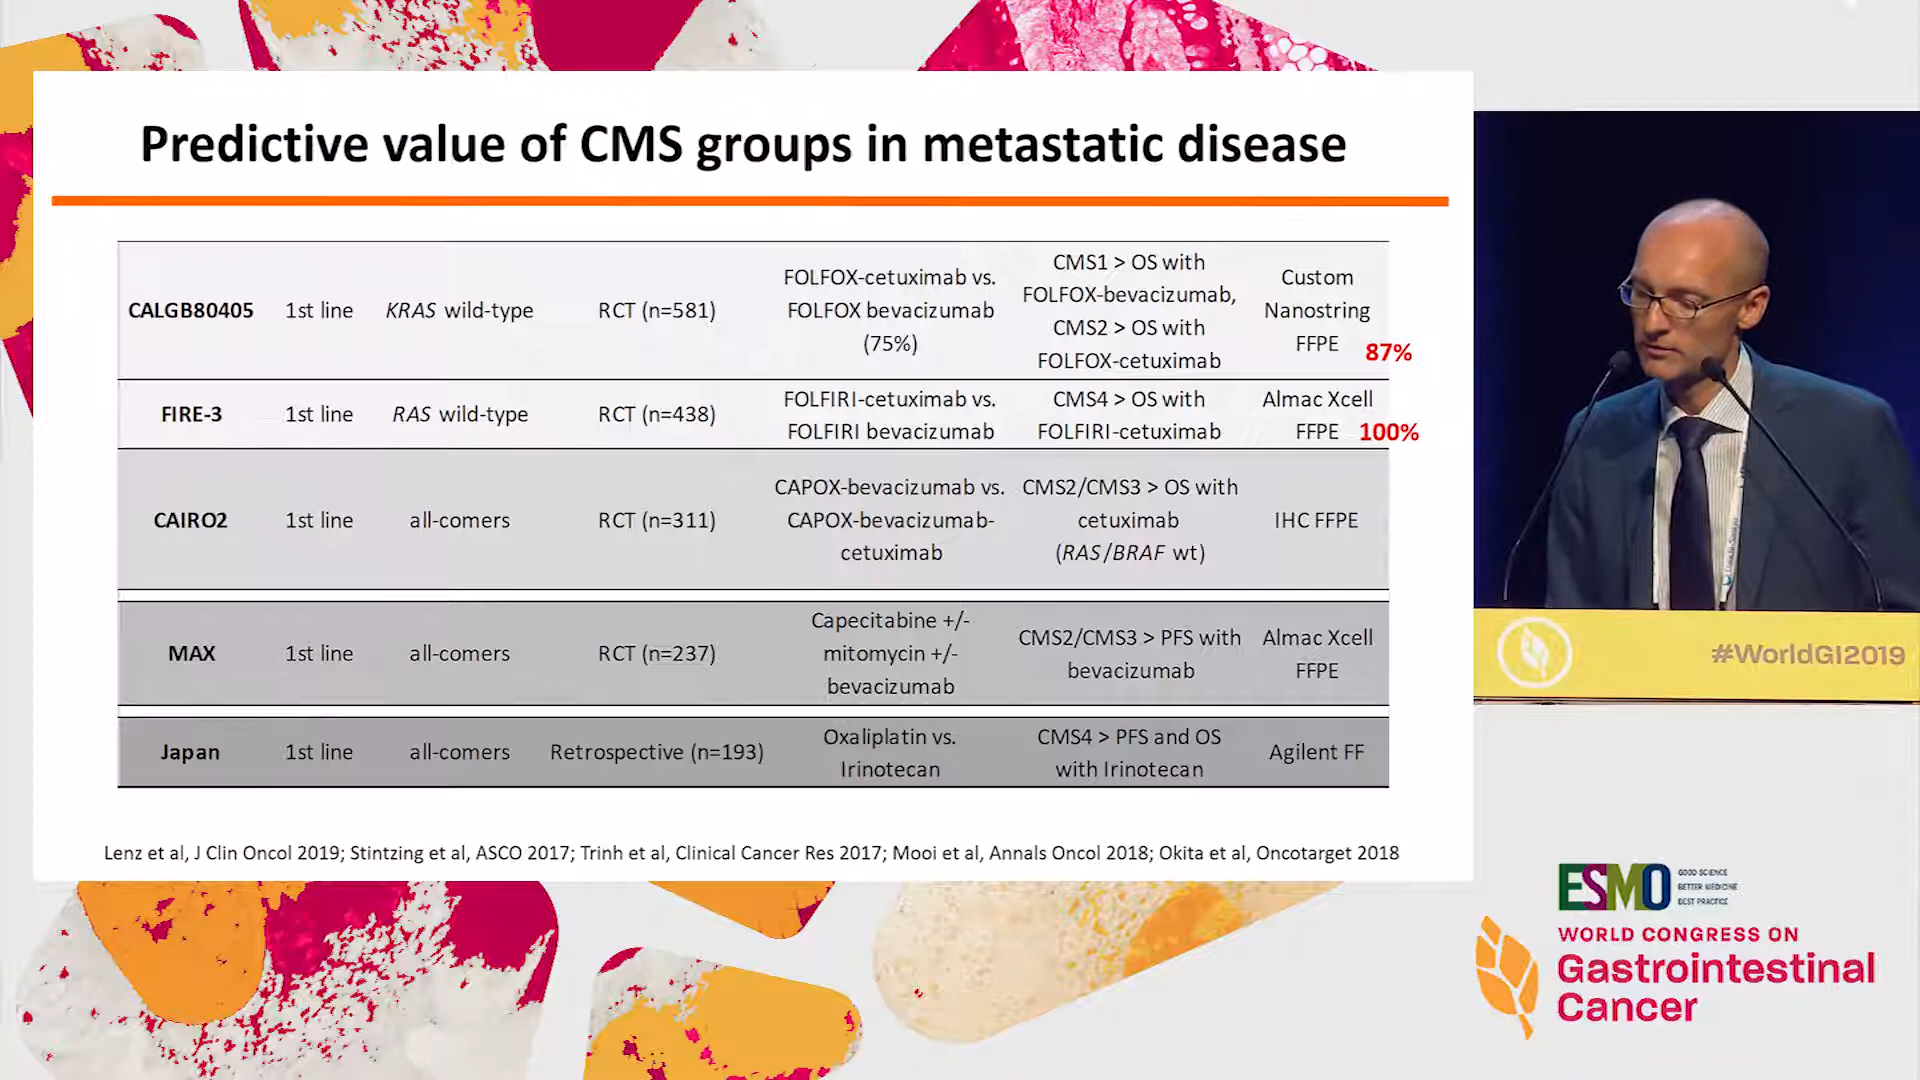 Predictive value of CMS groups in metastatic disease
CALGB80405 1st line KRAS wild-type RCT (n=581) FOLFOX-cetuximab vs. FOLFOX bevacizumab (75%) CMS1 > OS with FOLFOX-bevacizumab, CMS2 > OS with FOLFOX-cetuximab Custom Nanostring FFPE 87%
FIRE-3 1st line RAS wild-type RCT (n=438) FOLFIRI-cetuximab vs. FOLFIRI bevacizumab CMS4 > OS with FOLFIRI-cetuximab Almac Xcell FFPE 100%
CAIRO2 1st line all-comers RCT (n=311) CAPOX-bevacizumab vs. CAPOX-bevacizumab-cetuximab CMS2/CMS3 > OS with cetuximab (RAS/BRAF wt) IHC FFPE
MAX 1st line all-comers RCT (n=237) Capecitabine +/- mitomycin +/- bevacizumab CMS2/CMS3 > PFS with bevacizumab Almac Xcell FFPE
Japan 1st line all-comers Retrospective (n=193) Oxaliplatin vs. Irinotecan CMS4 > PFS and OS with Irinotecan Agilent FF
Lenz et al, J Clin Oncol 2019; Stintzing et al, ASCO 2017; Trinh et al, Clinical Cancer Res 2017; Mooi et al, Annals Oncol 2018; Okita et al, Oncotarget 2018
#WorldGI2019
ESMO
GOOD SCIENCE
BETTER MEDICINE
BEST PRACTICE
WORLD CONGRESS ON
Gastrointestinal
Cancer